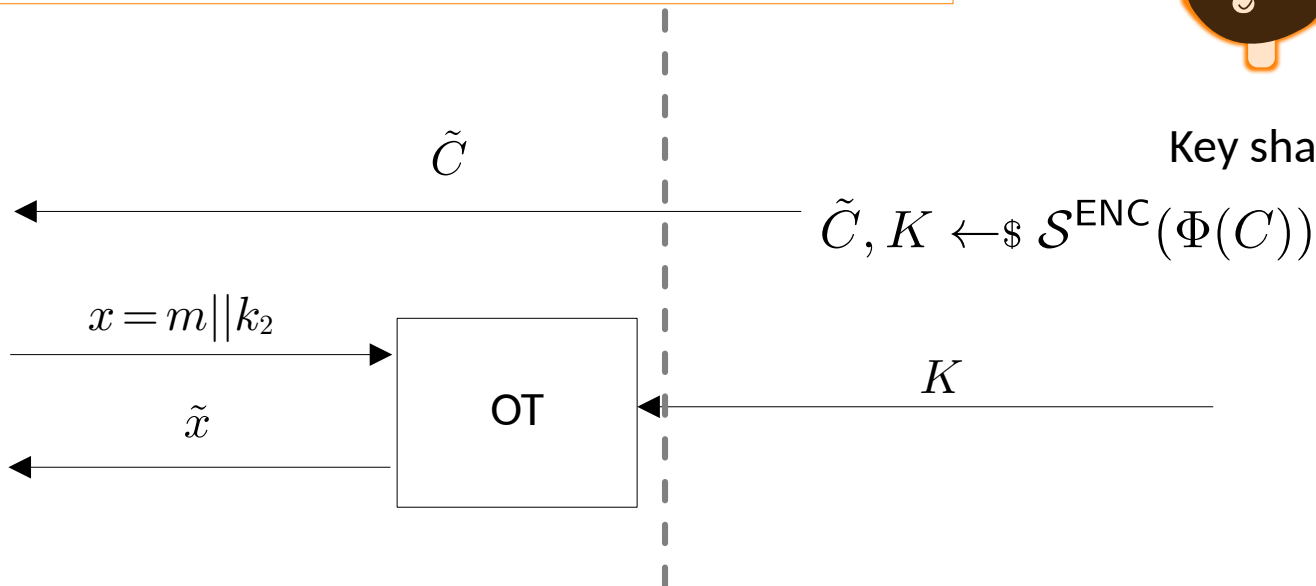 C̃
Key sha
C̃, K ←$ 𝒮^ENC(Φ(C))
x = m||k₂
K
OT
x̃